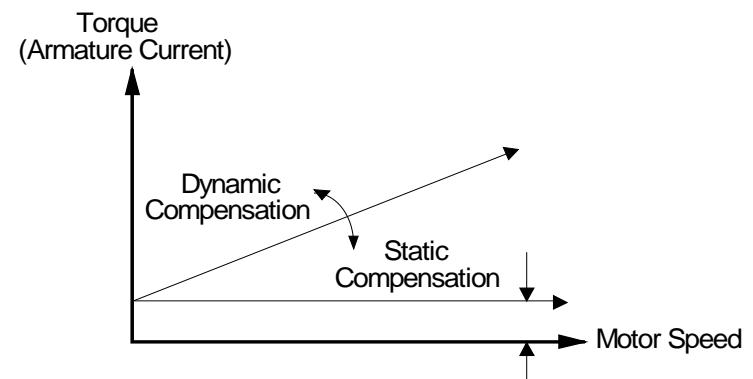 Torque
(Armature Current)
Dynamic
Compensation
Static
Compensation
Motor Speed